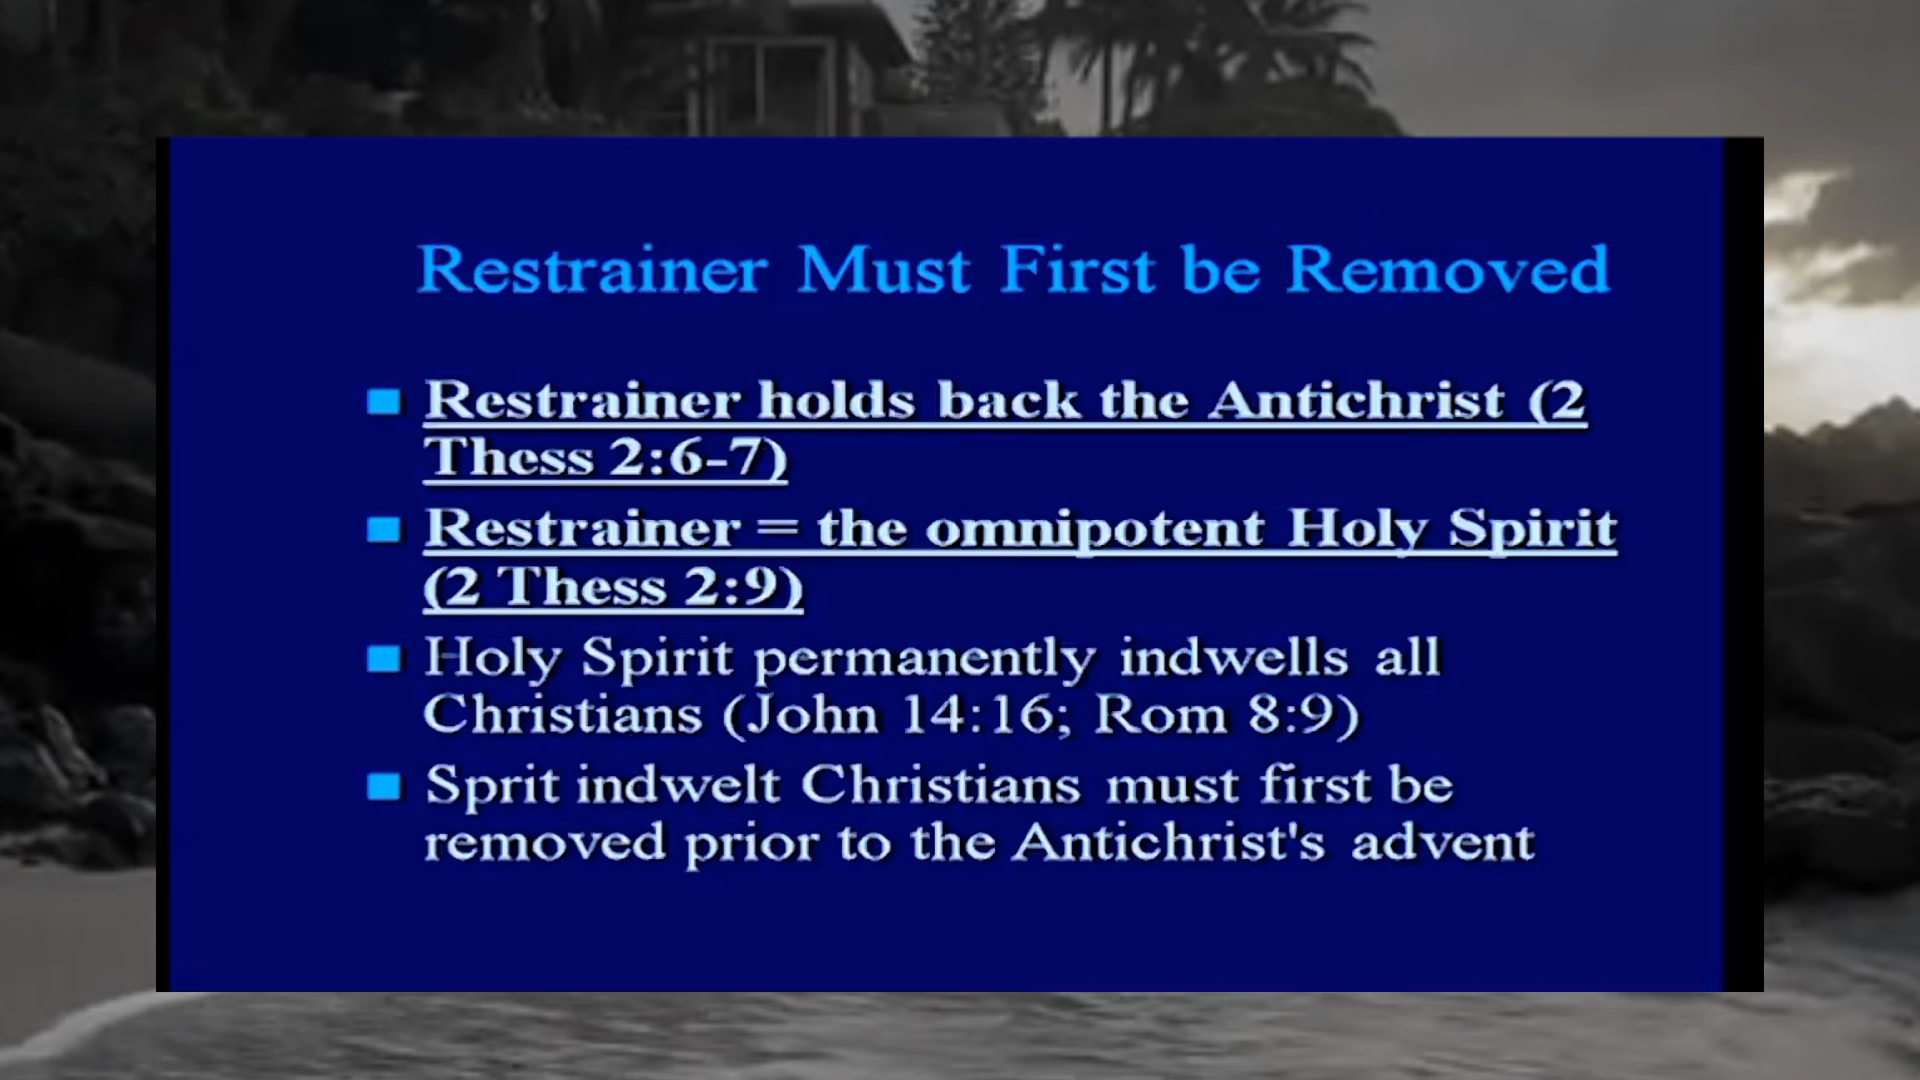 Restrainer Must First be Removed
Restrainer holds back the Antichrist (2
Thess 2:6-7)
Restrainer = the omnipotent Holy Spirit
(2 Thess 2:9)
Holy Spirit permanently indwells all
Christians (John 14:16; Rom 8:9)
Sprit indwelt Christians must first be
removed prior to the Antichrist's advent